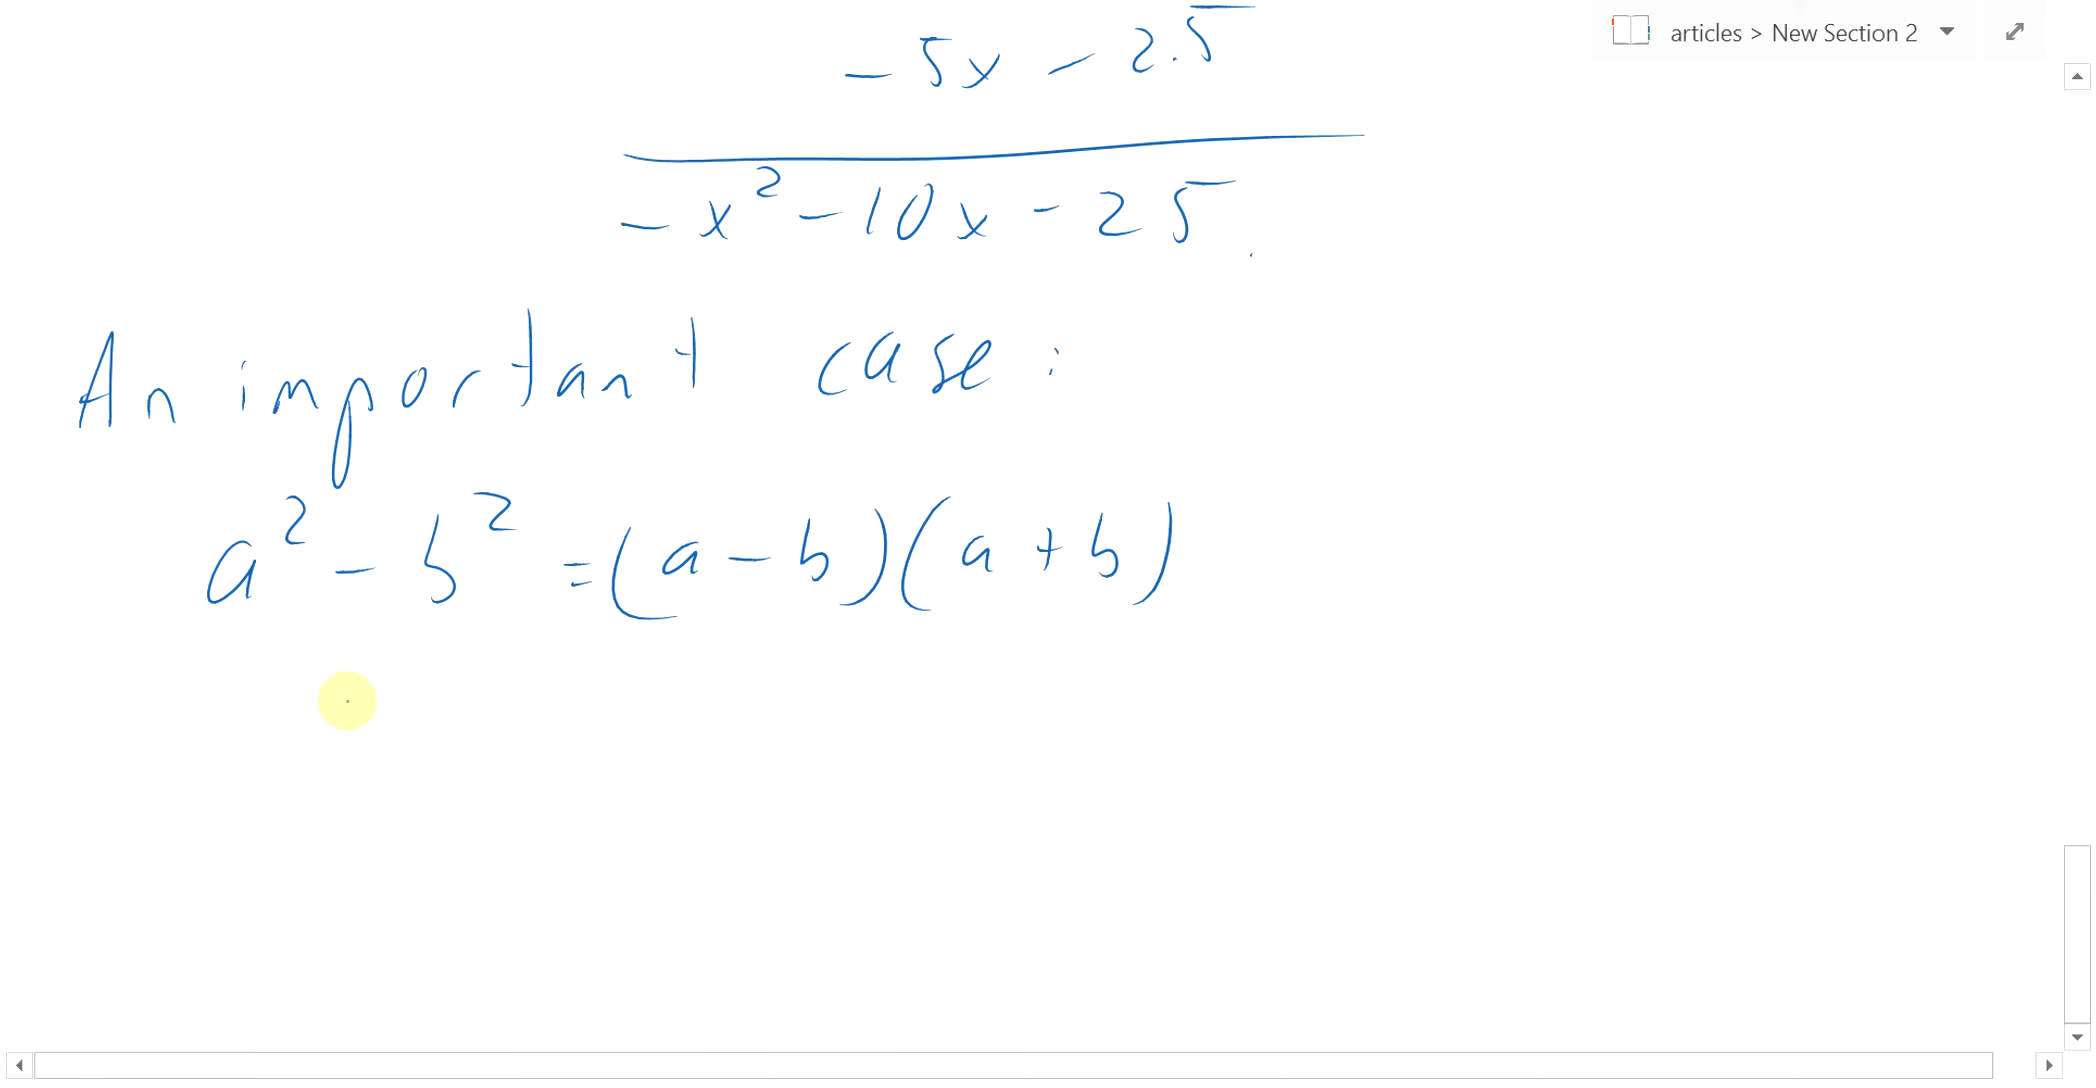 articles > New Section 2
- 5x - 2.5
- x² - 10x - 25.
An important case:
a² - b² = (a - b)(a + b)